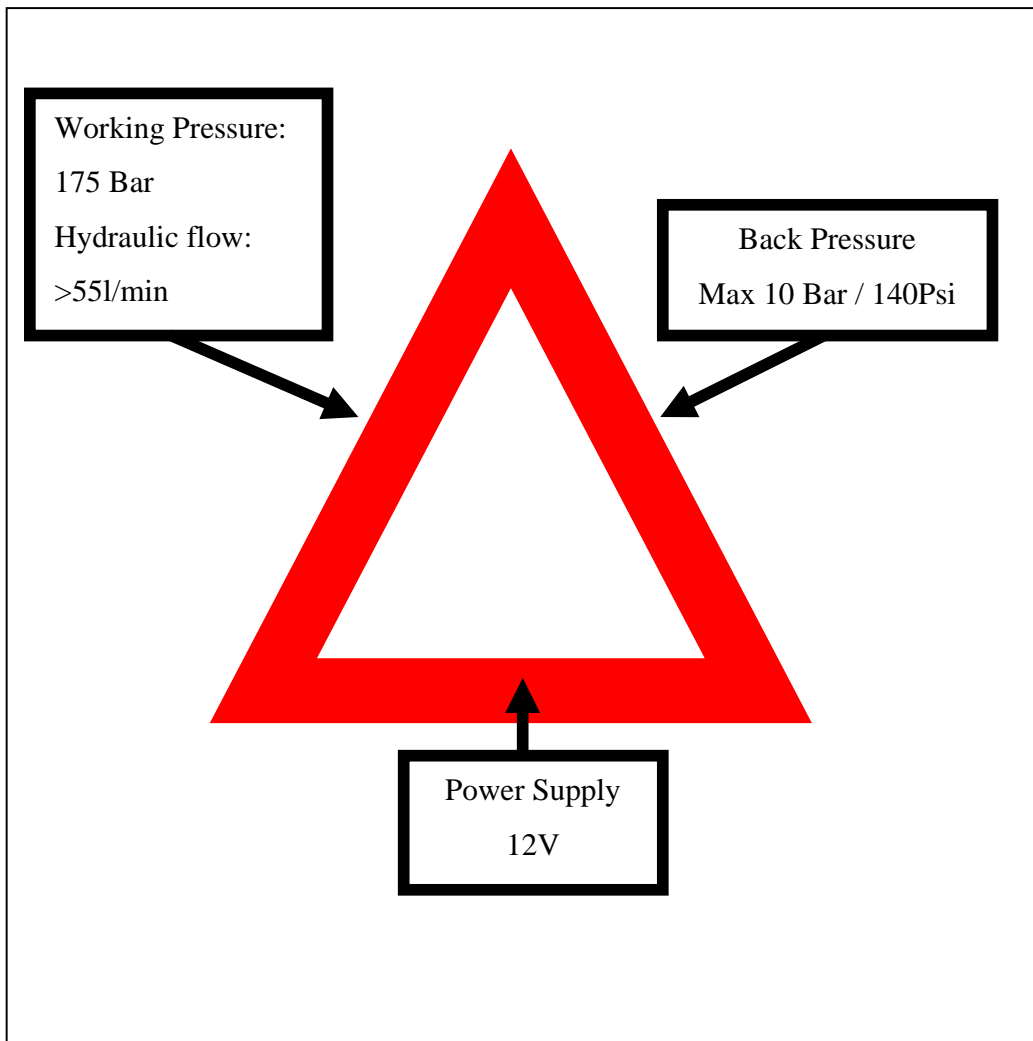 Working Pressure:
175 Bar
Hydraulic flow:
>55l/min
Back Pressure
Max 10 Bar / 140Psi
Power Supply
12V